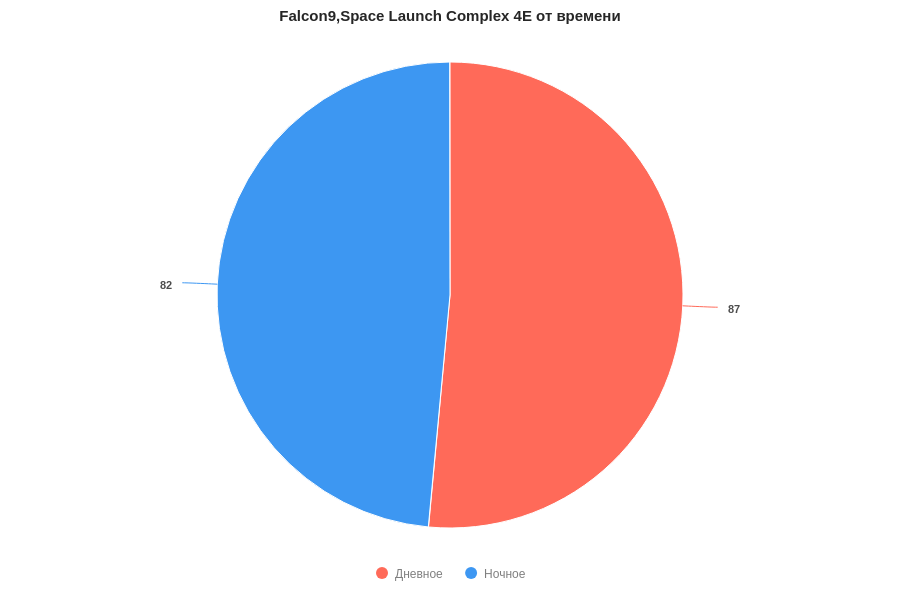 Falcon9,Space Launch Complex 4E от времени
82
87
Дневное
Ночное